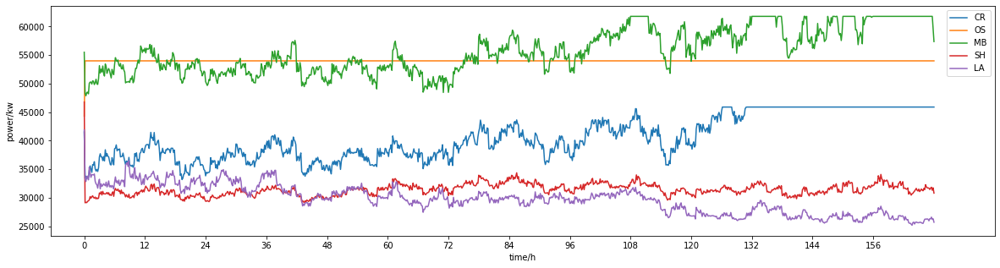 60000
55000
50000
45000
40000
35000
30000
25000
power/kw
0 12 24 36 48 60 72 84 96 108 120 132 144 156
time/h
CR
OS
MB
SH
LA